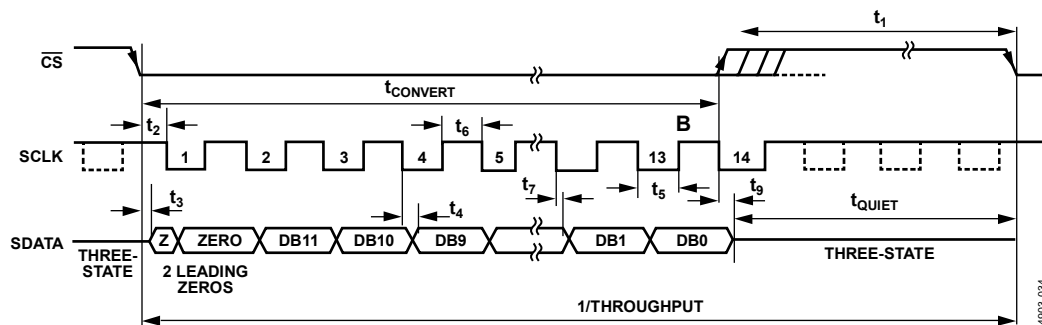 t1
CS
tCONVERT
B
t2
t6
SCLK
1
2
3
4
5
13
14
t3
t4
t7
t5
t9
tQUIET
SDATA
Z
ZERO
DB11
DB10
DB9
DB1
DB0
THREE-
STATE
2 LEADING
ZEROS
THREE-STATE
1/THROUGHPUT